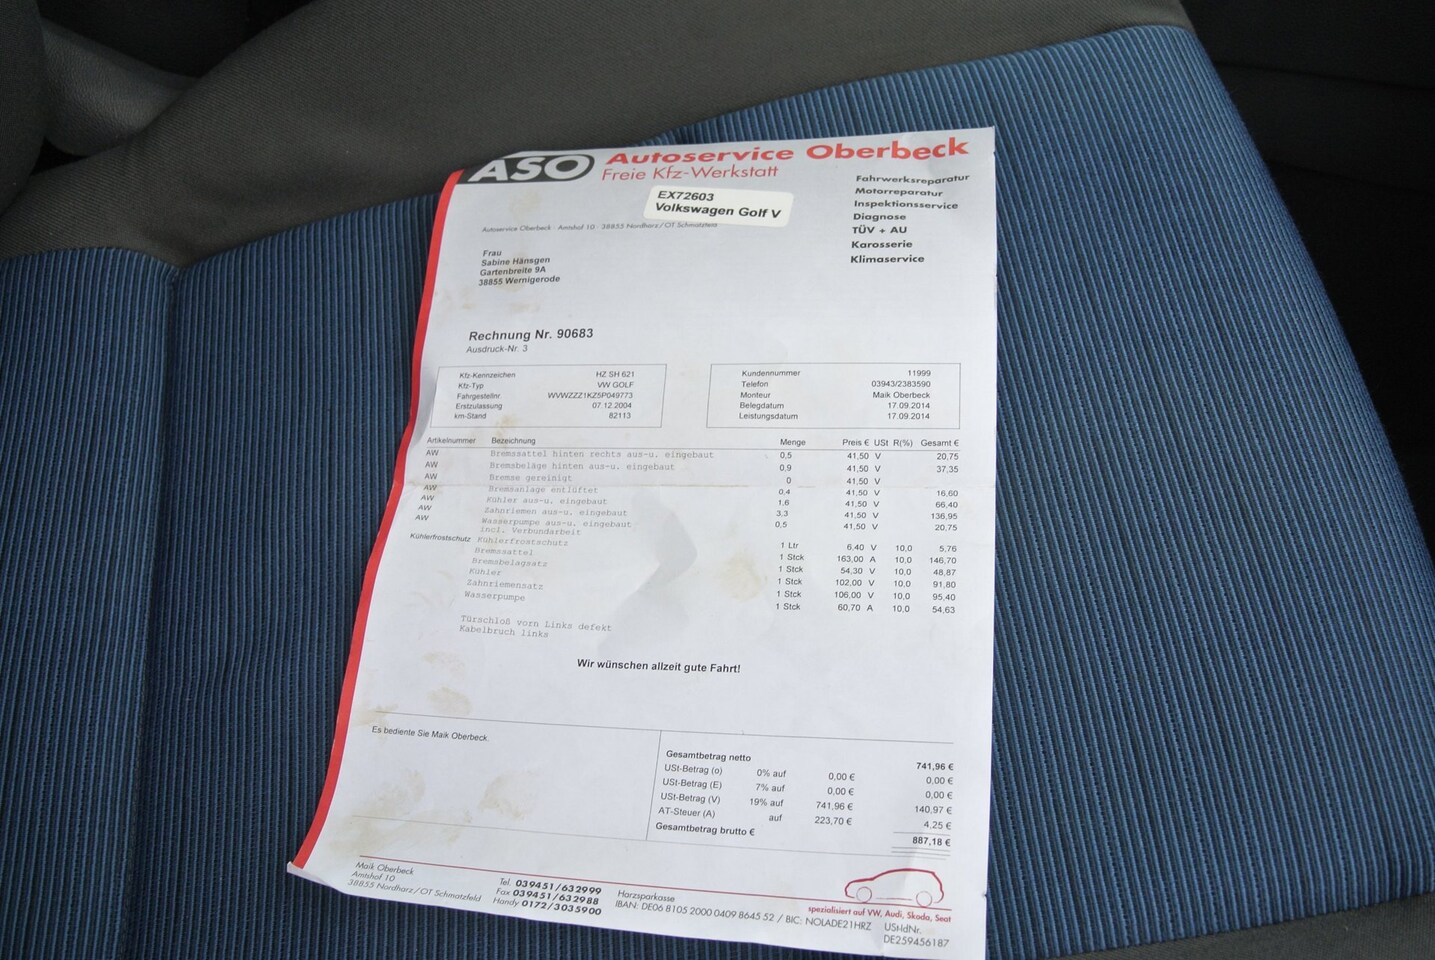 ASO Autoservice Oberbeck
Freie Kfz-Werkstatt
EX72603
Volkswagen Golf V
Fahrwerksreparatur
Motorreparatur
Inspektionsservice
Diagnose
TÜV + AU
Karosserie
Klimaservice
Autoservice Oberbeck · Amtshof 10 · 38855 Nordharz/OT Schmatzfeld
Frau
Sabine Hänsgen
Gartenbreite 9A
38855 Wernigerode
Rechnung Nr. 90683
Ausdruck-Nr. 3
Kfz-Kennzeichen HZ SH 621
Kfz-Typ VW GOLF
Fahrgestellnr WVWZZZ1KZ5P049773
Erstzulassung 07.12.2004
km-Stand 82113
Kundennummer 11999
Telefon 03943/2383590
Monteur Maik Oberbeck
Belegdatum 17.09.2014
Leistungsdatum 17.09.2014
Artikelnummer Bezeichnung Menge Preis € USt R(%) Gesamt €
AW Bremssattel hinten rechts aus-u. eingebaut 0,5 41,50 V 20,75
AW Bremsbeläge hinten aus-u. eingebaut 0,9 41,50 V 37,35
AW Bremse gereinigt 0 41,50 V
AW Bremsanlage entlüftet 0,4 41,50 V 16,60
AW Kühler aus-u. eingebaut 1,6 41,50 V 66,40
AW Zahnriemen aus-u. eingebaut 3,3 41,50 V 136,95
AW Wasserpumpe aus-u. eingebaut 0,5 41,50 V 20,75
incl. Verbundarbeit
Kühlerfrostschutz Kühlerfrostschutz 1 Ltr 6,40 V 10,0 5,76
Bremssattel 1 Stck 163,00 A 10,0 146,70
Bremsbelagsatz 1 Stck 54,30 V 10,0 48,87
Kühler 1 Stck 102,00 V 10,0 91,80
Zahnriemensatz 1 Stck 106,00 V 10,0 95,40
Wasserpumpe 1 Stck 60,70 A 10,0 54,63
Türschloß vorn Links defekt
Kabelbruch links
Wir wünschen allzeit gute Fahrt!
Es bediente Sie Maik Oberbeck.
Gesamtbetrag netto 741,96 €
USt-Betrag (o) 0% auf 0,00 € 0,00 €
USt-Betrag (E) 7% auf 0,00 € 0,00 €
USt-Betrag (V) 19% auf 741,96 € 140,97 €
AT-Steuer (A) auf 223,70 € 4,25 €
Gesamtbetrag brutto € 887,18 €
Maik Oberbeck
Amtshof 10
38855 Nordharz/OT Schmatzfeld
Tel. 039451/632999
Fax 039451/632988
Handy 0172/3035900
Harzsparkasse
IBAN: DE06 8105 2000 0409 8645 52 / BIC: NOLADE21HRZ
spezialisiert auf VW, Audi, Skoda, Seat
USt-IdNr.
DE259456187